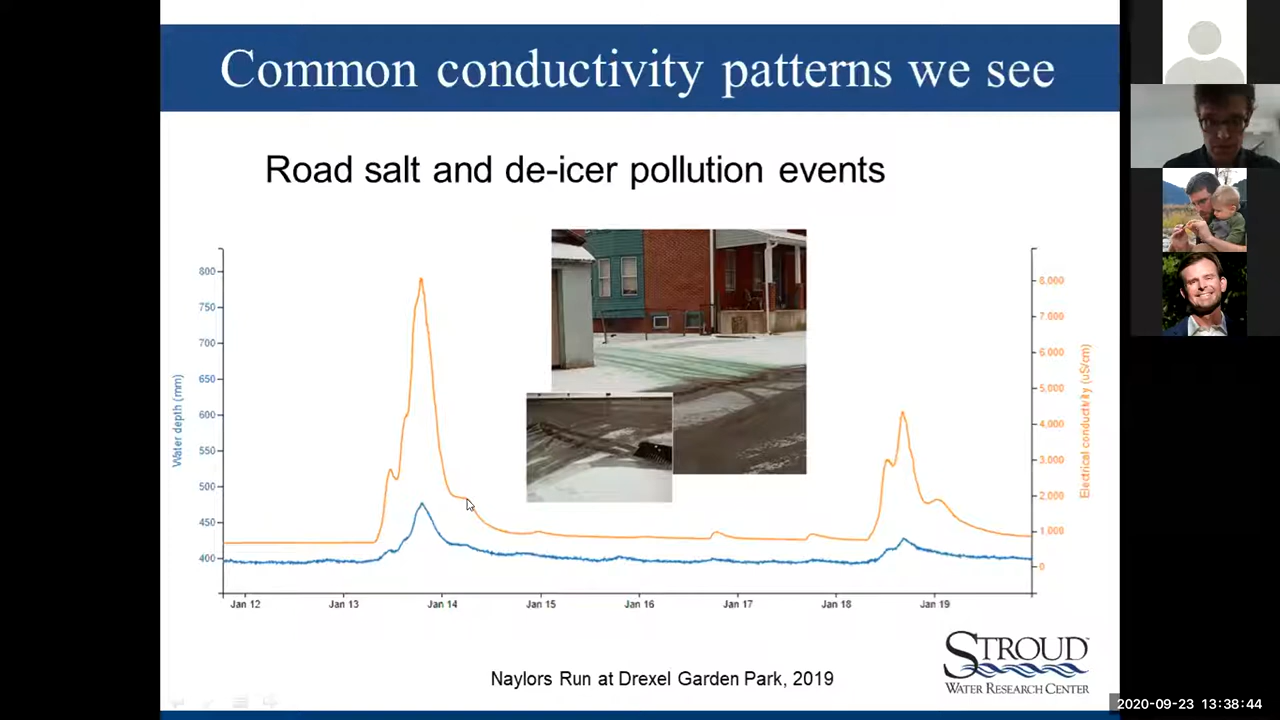 Common conductivity patterns we see
Road salt and de-icer pollution events
Water depth (mm)
800
750
700
650
600
550
500
450
400
8,000
7,000
6,000
5,000
4,000
3,000
2,000
1,000
0
Electrical conductivity (uS/cm)
Jan 12 Jan 13 Jan 14 Jan 15 Jan 16 Jan 17 Jan 18 Jan 19
Naylors Run at Drexel Garden Park, 2019
STROUD
WATER RESEARCH CENTER
2020-09-23 13:38:44